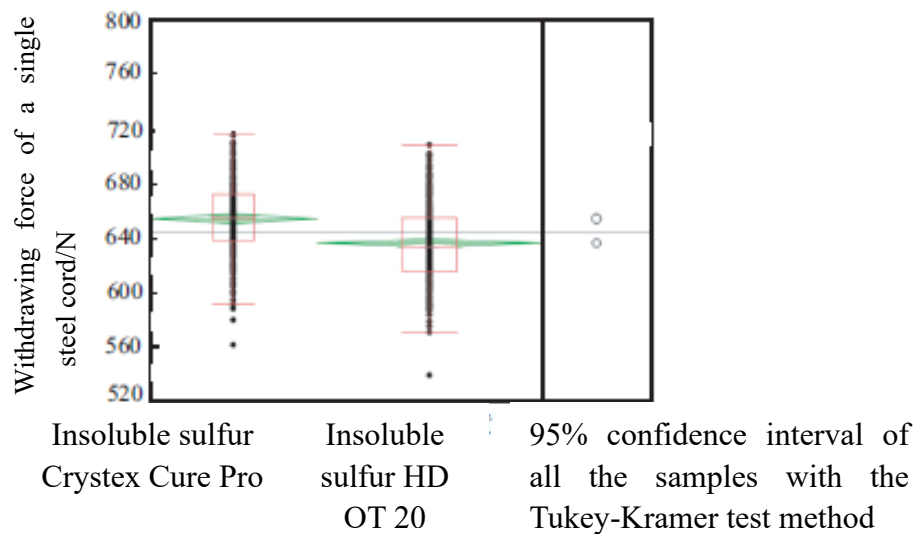 Withdrawing force of a single
steel cord/N
800
760
720
680
640
600
560
520
Insoluble sulfur
Crystex Cure Pro
Insoluble
sulfur HD
OT 20
95% confidence interval of
all the samples with the
Tukey-Kramer test method